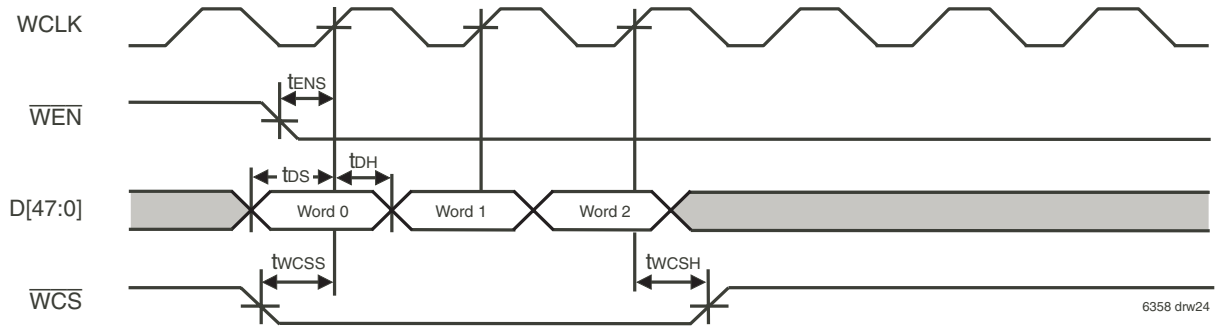 WCLK
tENS
WEN
tDS
tDH
D[47:0]
Word 0
Word 1
Word 2
tWCSS
tWCSH
WCS
6358 drw24